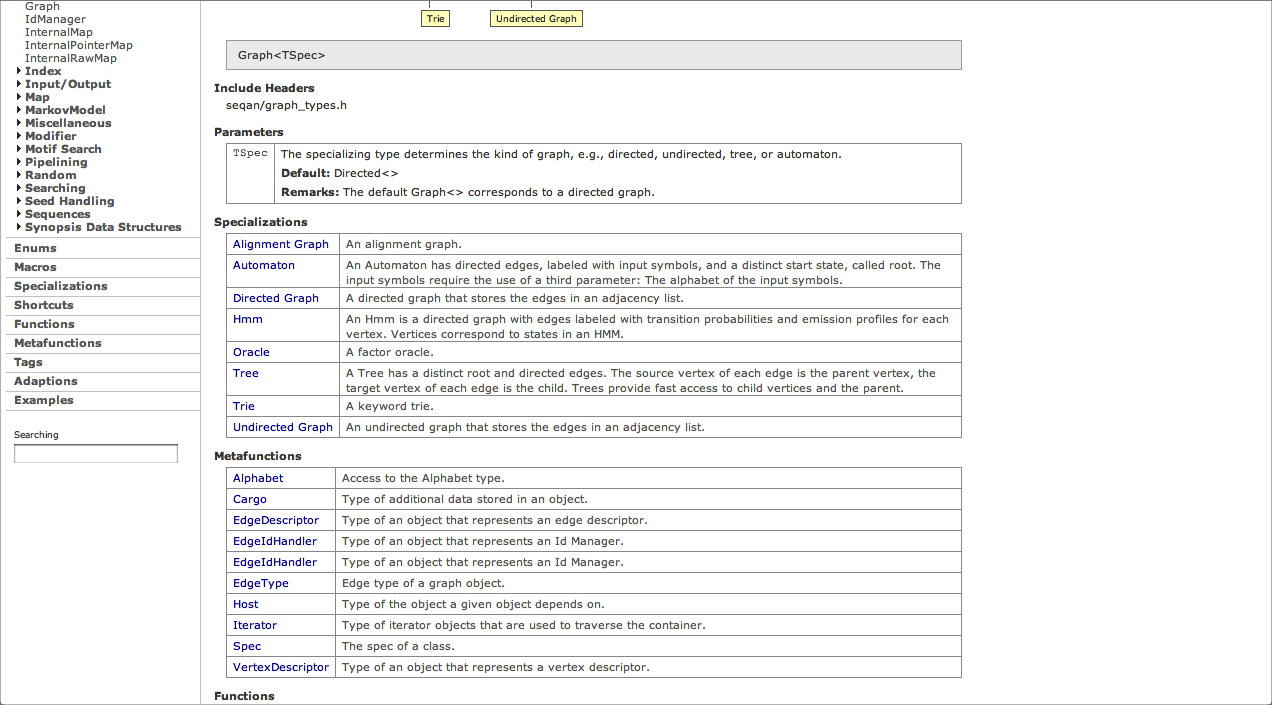 Graph
IdManager
InternalMap
InternalPointerMap
InternalRawMap
Index
Input/Output
Map
MarkovModel
Miscellaneous
Modifier
Motif Search
Pipelining
Random
Searching
Seed Handling
Sequences
Synopsis Data Structures
Enums
Macros
Specializations
Shortcuts
Functions
Metafunctions
Tags
Adaptions
Examples
Searching
Trie Undirected Graph
Graph<TSpec>
Include Headers
seqan/graph_types.h
Parameters
TSpec The specializing type determines the kind of graph, e.g., directed, undirected, tree, or automaton.
Default: Directed<>
Remarks: The default Graph<> corresponds to a directed graph.
Specializations
Alignment Graph An alignment graph.
Automaton An Automaton has directed edges, labeled with input symbols, and a distinct start state, called root. The
input symbols require the use of a third parameter: The alphabet of the input symbols.
Directed Graph A directed graph that stores the edges in an adjacency list.
Hmm An Hmm is a directed graph with edges labeled with transition probabilities and emission profiles for each
vertex. Vertices correspond to states in an HMM.
Oracle A factor oracle.
Tree A Tree has a distinct root and directed edges. The source vertex of each edge is the parent vertex, the
target vertex of each edge is the child. Trees provide fast access to child vertices and the parent.
Trie A keyword trie.
Undirected Graph An undirected graph that stores the edges in an adjacency list.
Metafunctions
Alphabet Access to the Alphabet type.
Cargo Type of additional data stored in an object.
EdgeDescriptor Type of an object that represents an edge descriptor.
EdgeIdHandler Type of an object that represents an Id Manager.
EdgeIdHandler Type of an object that represents an Id Manager.
EdgeType Edge type of a graph object.
Host Type of the object a given object depends on.
Iterator Type of iterator objects that are used to traverse the container.
Spec The spec of a class.
VertexDescriptor Type of an object that represents a vertex descriptor.
Functions